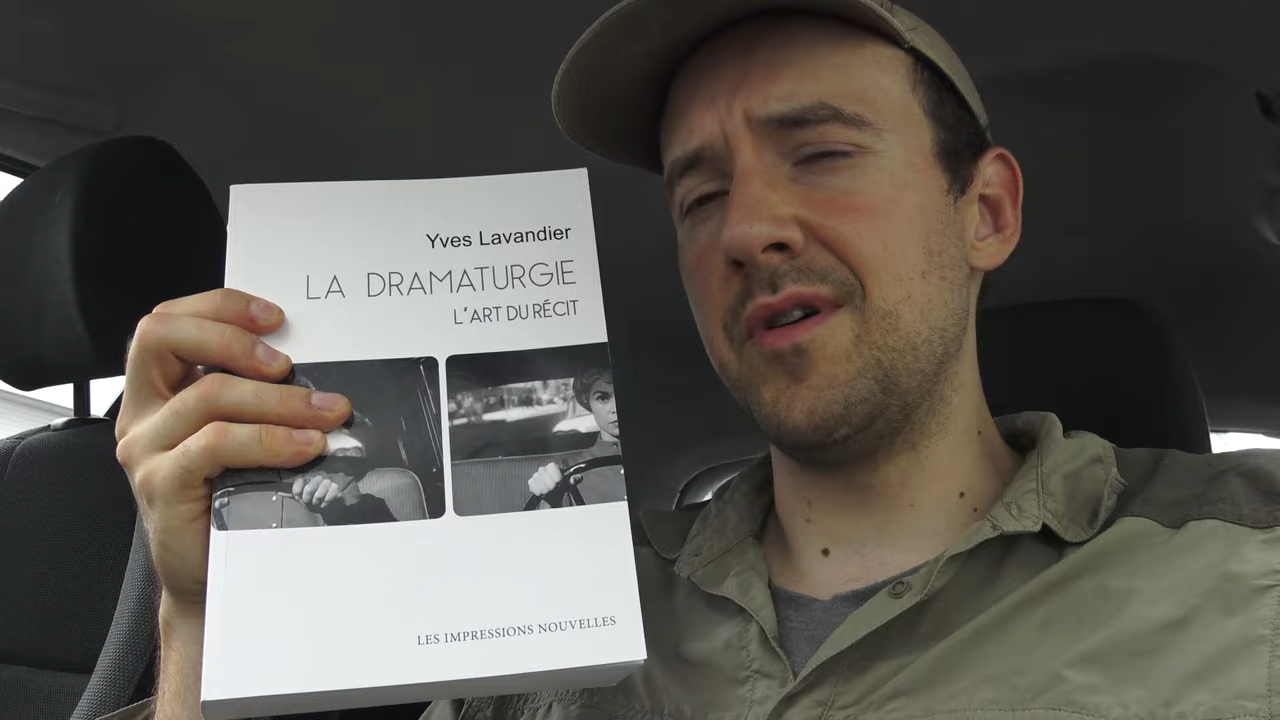 Yves Lavandier
LA DRAMATURGIE
L'ART DU RÉCIT
LES IMPRESSIONS NOUVELLES